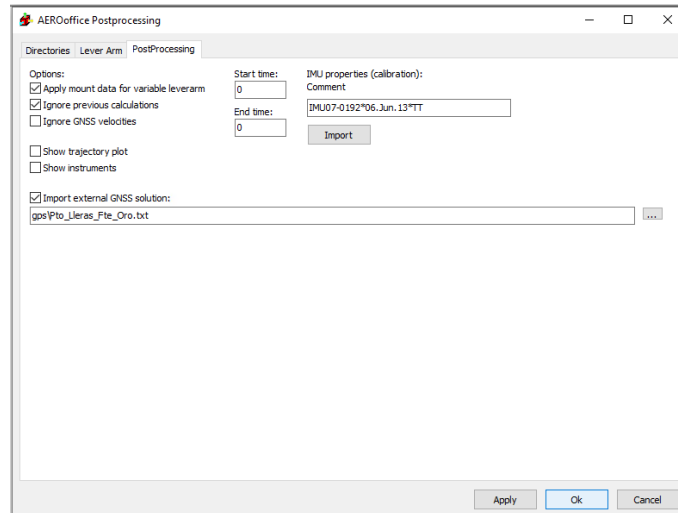 AEROoffice Postprocessing
Directories Lever Arm PostProcessing
Options:
Apply mount data for variable leverarm
Ignore previous calculations
Ignore GNSS velocities
Show trajectory plot
Show instruments
Start time:
0
End time:
0
IMU properties (calibration):
Comment
IMU07-0192*06.Jun.13*TT
Import
Import external GNSS solution:
gps\Pto_Lleras_Fte_Oro.txt
...
Apply Ok Cancel